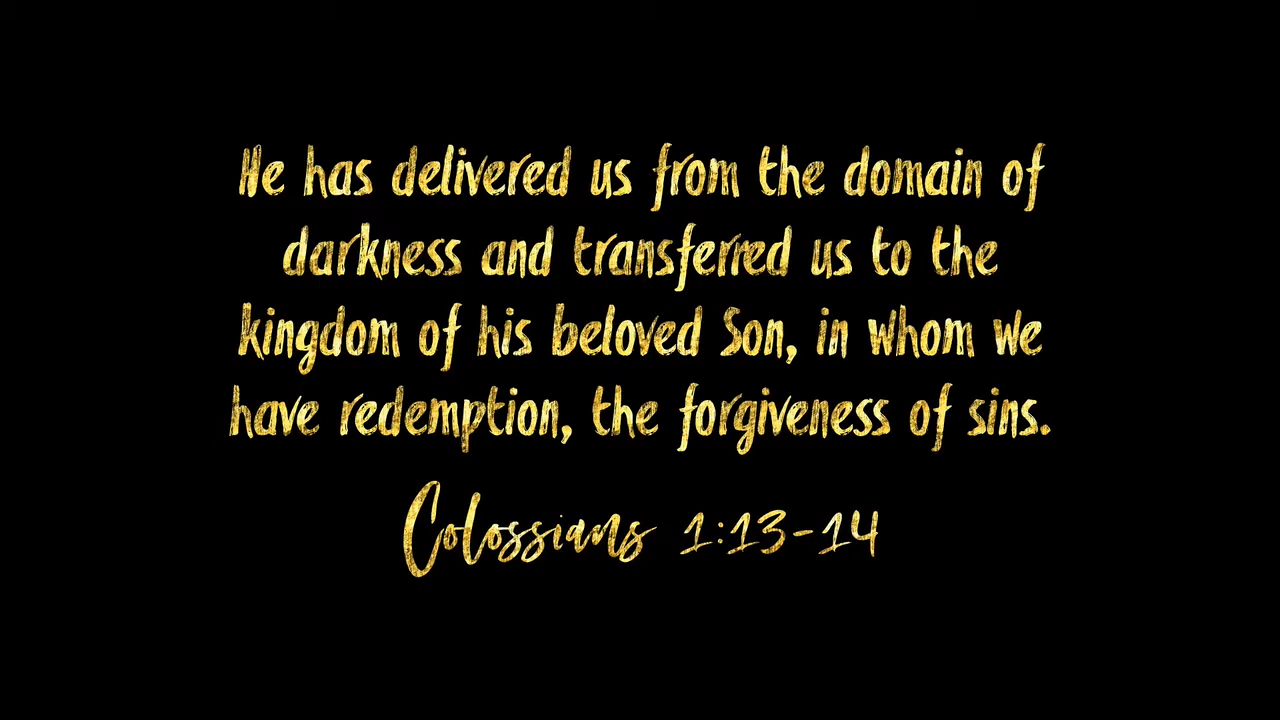 He has delivered us from the domain of
darkness and transferred us to the
kingdom of his beloved Son, in whom we
have redemption, the forgiveness of sins.
Colossians 1:13-14